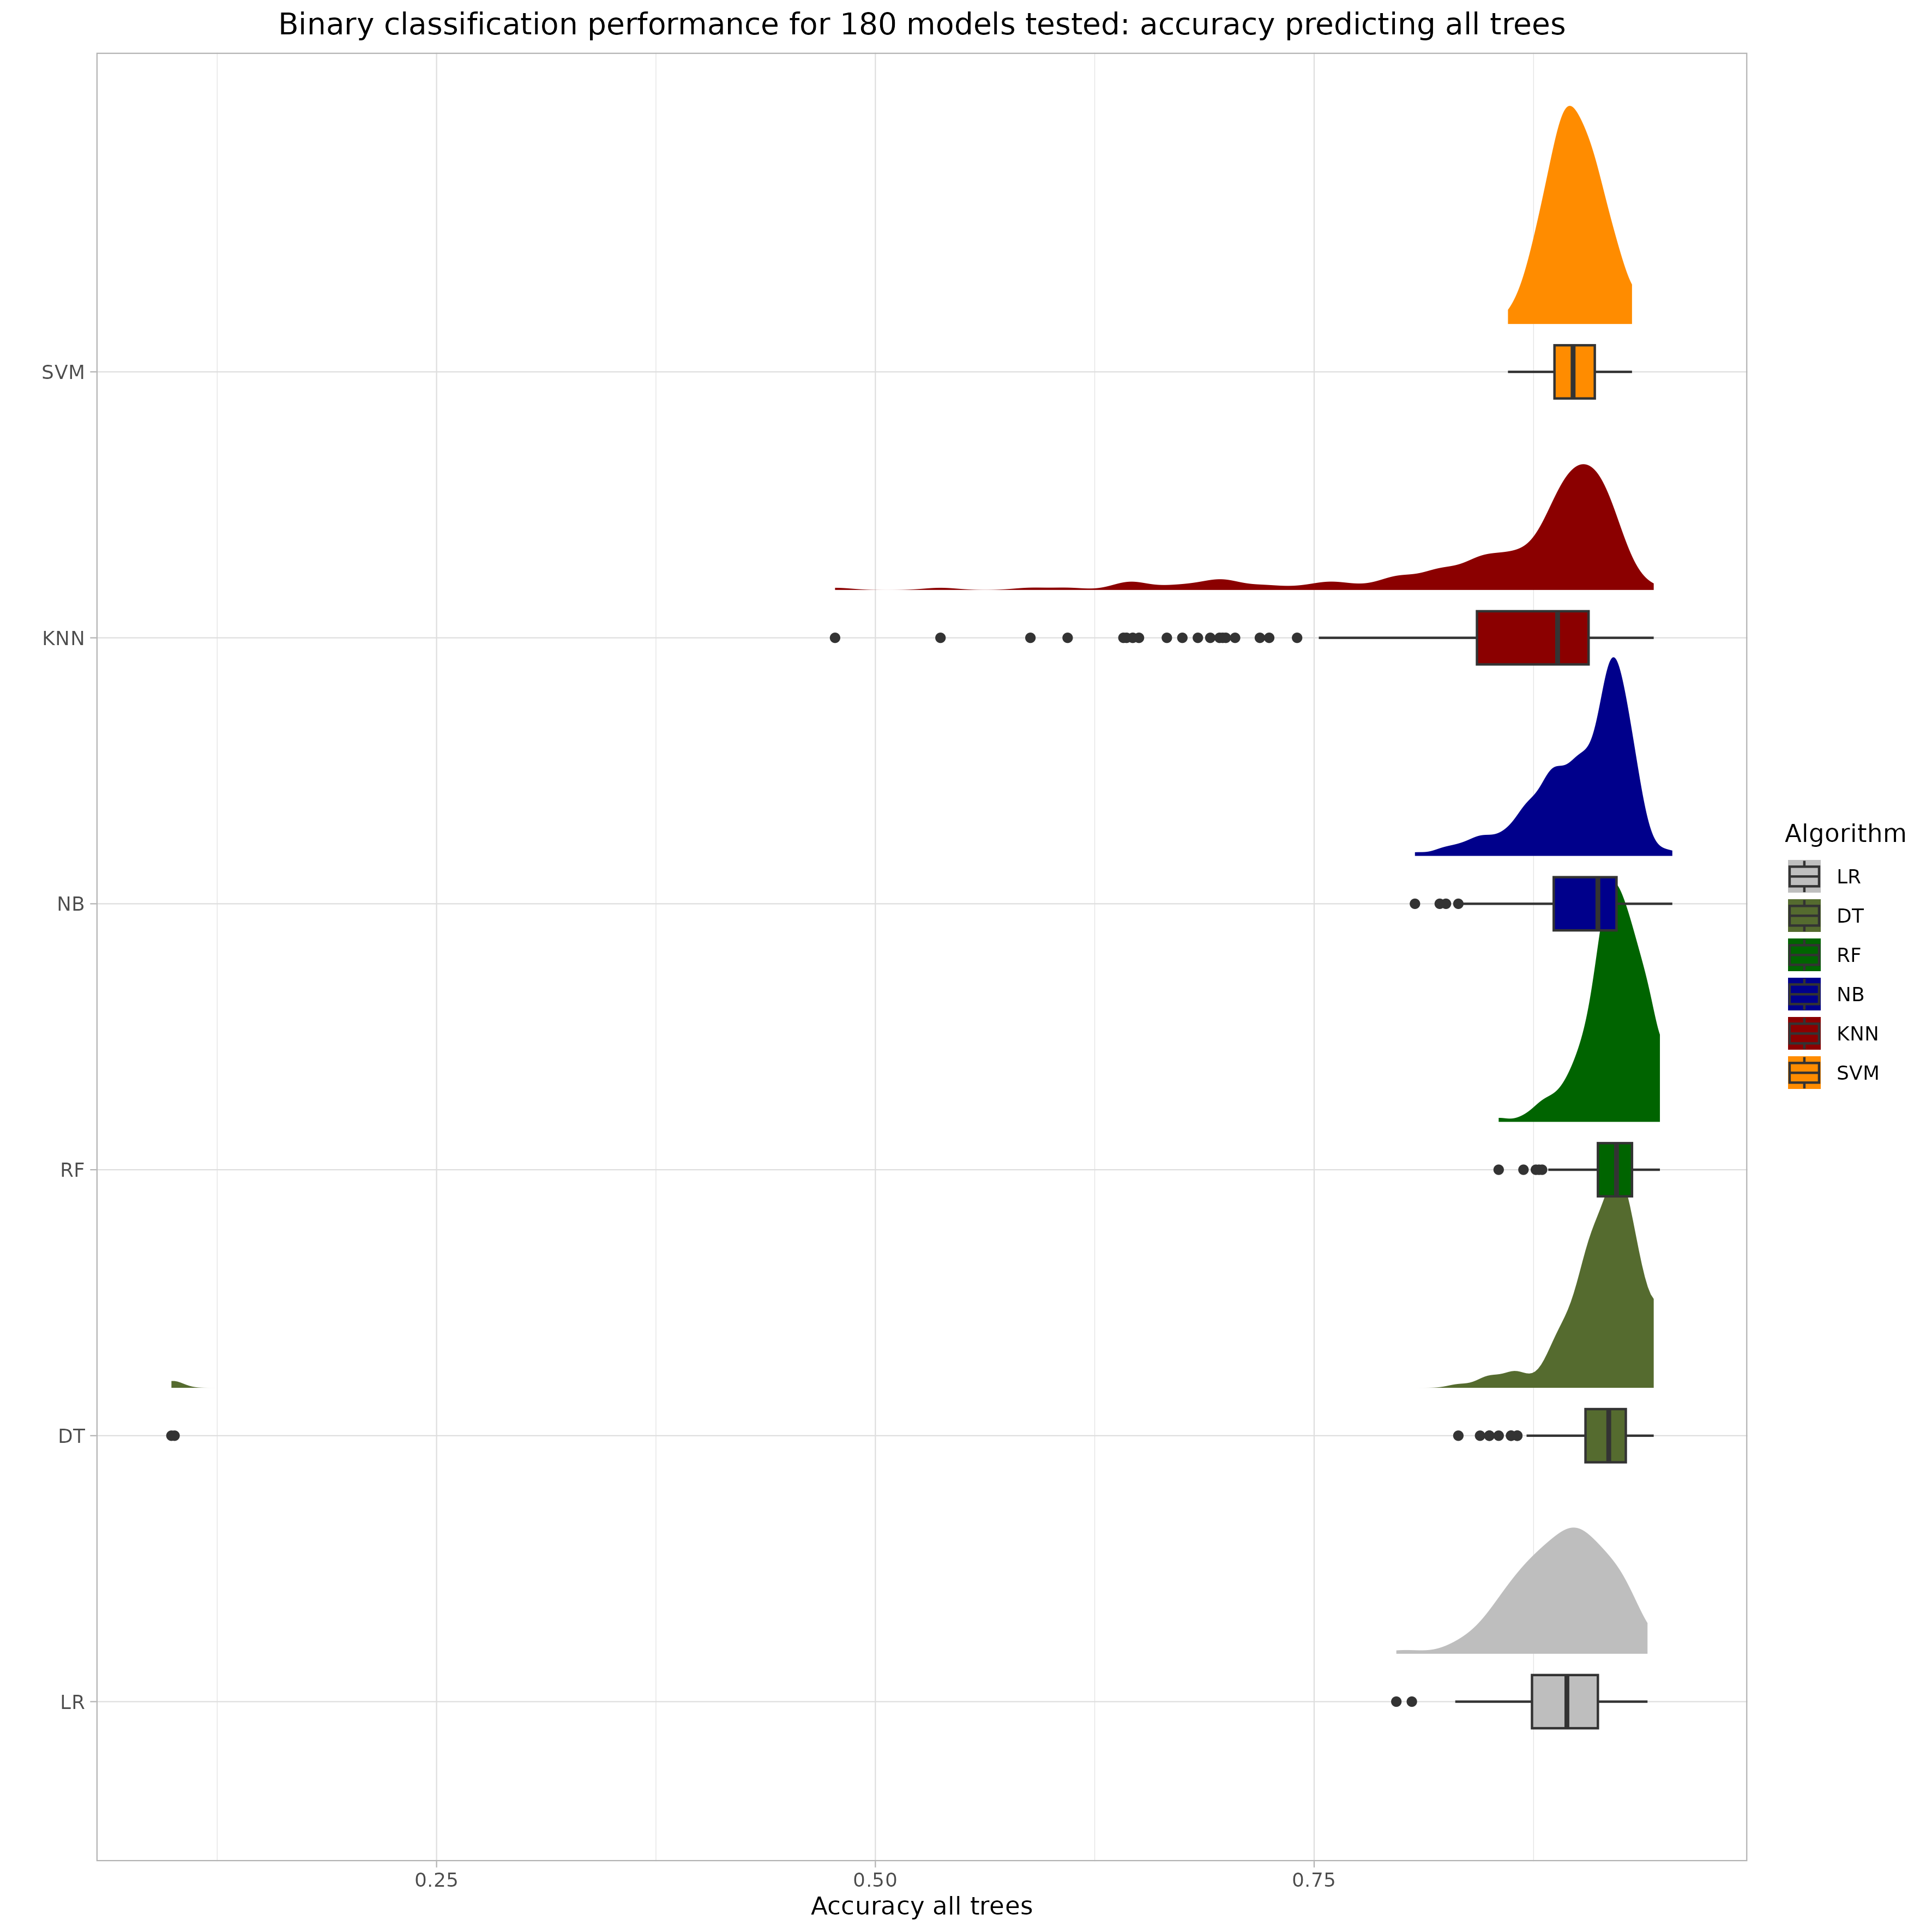 Binary classification performance for 180 models tested: accuracy predicting all trees
SVM
KNN
NB
RF
DT
LR
0.25
0.50
0.75
Accuracy all trees
Algorithm
LR
DT
RF
NB
KNN
SVM